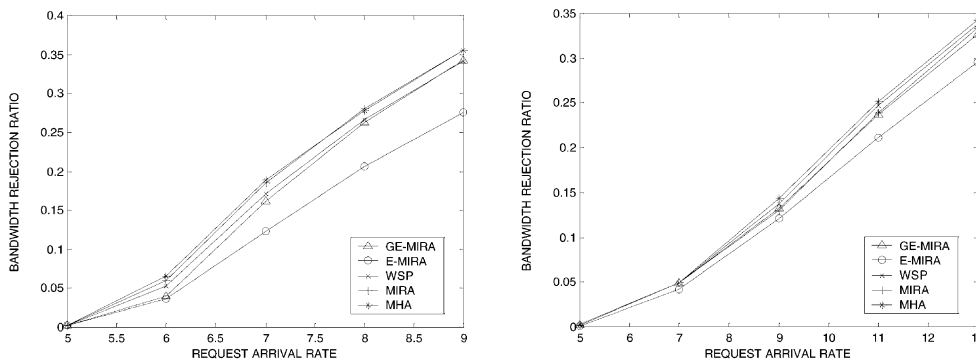 0.4
0.35
0.3
0.25
0.2
0.15
0.1
0.05
0
BANDWIDTH REJECTION RATIO
5
5.5
6
6.5
7
7.5
8
8.5
9
REQUEST ARRIVAL RATE
GE-MIRA
E-MIRA
WSP
MIRA
MHA
0.35
0.3
0.25
0.2
0.15
0.1
0.05
0
BANDWIDTH REJECTION RATIO
5
6
7
8
9
10
11
12
REQUEST ARRIVAL RATE
GE-MIRA
E-MIRA
WSP
MIRA
MHA